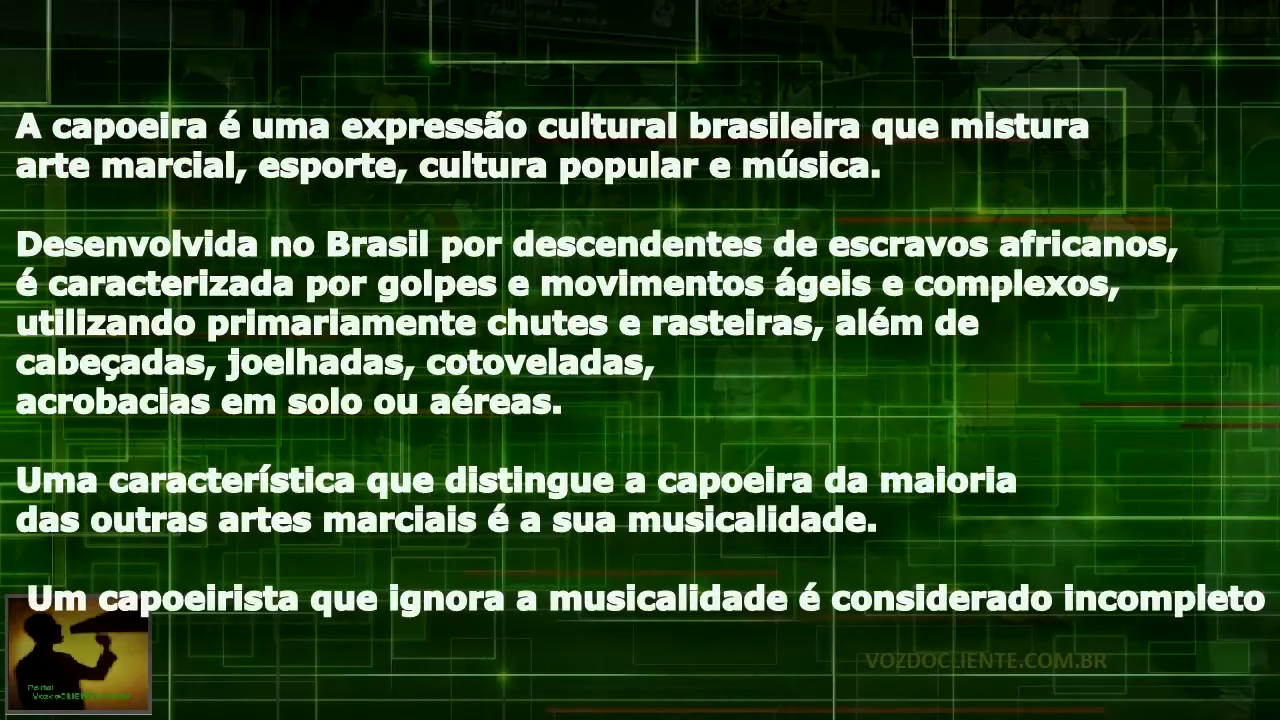 A capoeira é uma expressão cultural brasileira que mistura
arte marcial, esporte, cultura popular e música.
Desenvolvida no Brasil por descendentes de escravos africanos,
é caracterizada por golpes e movimentos ágeis e complexos,
utilizando primariamente chutes e rasteiras, além de
cabeçadas, joelhadas, cotoveladas,
acrobacias em solo ou aéreas.
Uma característica que distingue a capoeira da maioria
das outras artes marciais é a sua musicalidade.
Um capoeirista que ignora a musicalidade é considerado incompleto
VOZDOCLIENTE.COM.BR
Portal